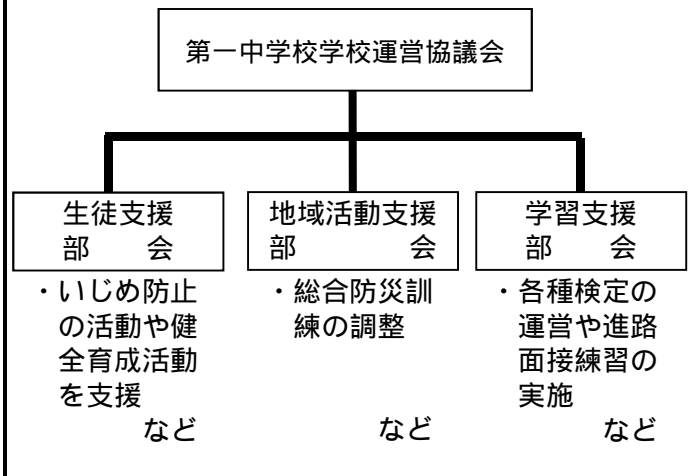 第一中学校学校運営協議会
生徒支援
部　会
・いじめ防止
の活動や健
全育成活動
を支援
など
地域活動支援
部　　会
・総合防災訓
練の調整
など
学習支援
部　会
・各種検定の
運営や進路
面接練習の
実施
など